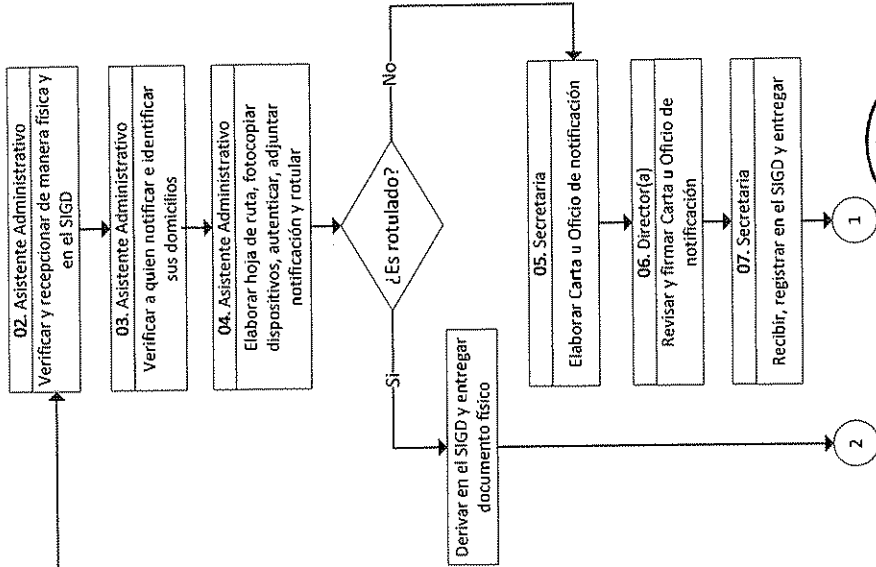 02. Asistente Administrativo
Verificar y recepcionar de manera física y
en el SIGD
03. Asistente Administrativo
Verificar a quien notificar e identificar
sus domicilios
04. Asistente Administrativo
Elaborar hoja de ruta, fotocopiar
dispositivos, autenticar, adjuntar
notificación y rotular
¿Es rotulado?
Si
No
Derivar en el SIGD y entregar
documento físico
05. Secretaria
Elaborar Carta u Oficio de notificación
06. Director(a)
Revisar y firmar Carta u Oficio de
notificación
07. Secretaria
Recibir, registrar en el SIGD y entregar
2
1